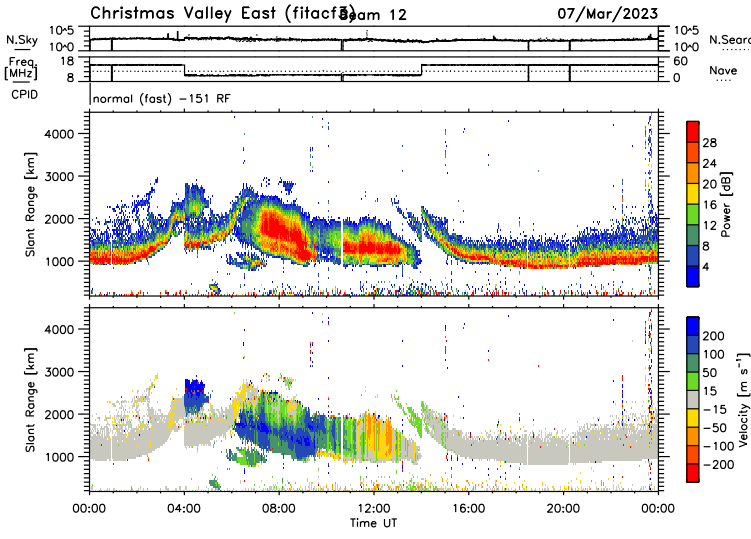 Christmas Valley East (fitacf3) Beam 12 07/Mar/2023
N.Sky 10^5 10^0 10^5 10^0 N.Search
Freq. [MHz] 18 8 60 0 Nave
CPID normal (fast) -151 RF
Slant Range [km]
4000
3000
2000
1000
Power [dB]
28
24
20
16
12
8
4
Slant Range [km]
4000
3000
2000
1000
Velocity [m s⁻¹]
200
100
50
15
-15
-50
-100
-200
00:00 04:00 08:00 12:00 16:00 20:00 00:00
Time UT